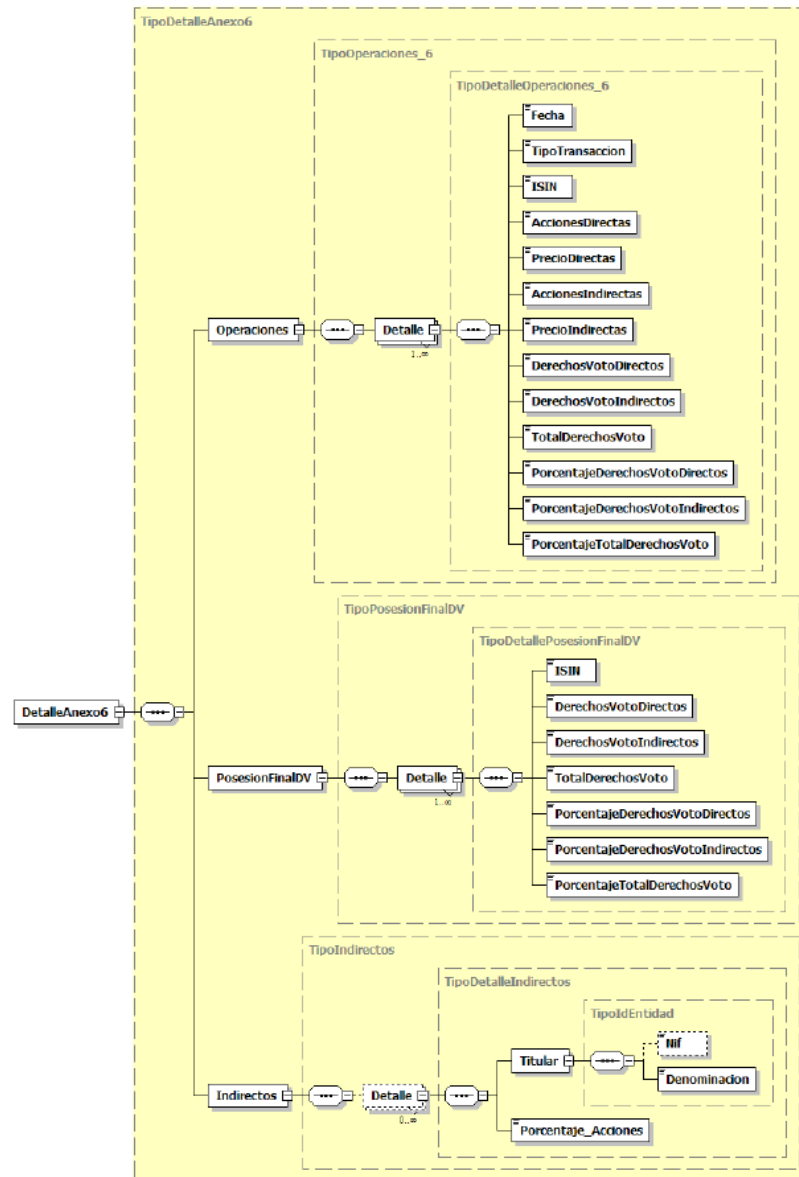 TipoDetalleAnexo6
TipoOperaciones_6
TipoDetalleOperaciones_6
Fecha
TipoTransaccion
ISIN
AccionesDirectas
PrecioDirectas
AccionesIndirectas
Operaciones
Detalle
1..∞
PrecioIndirectas
DerechosVotoDirectos
DerechosVotoIndirectos
TotalDerechosVoto
PorcentajeDerechosVotoDirectos
PorcentajeDerechosVotoIndirectos
PorcentajeTotalDerechosVoto
TipoPosesionFinalDV
TipoDetallePosesionFinalDV
ISIN
DetalleAnexo6
DerechosVotoDirectos
DerechosVotoIndirectos
PosesionFinalDV
Detalle
1..∞
TotalDerechosVoto
PorcentajeDerechosVotoDirectos
PorcentajeDerechosVotoIndirectos
PorcentajeTotalDerechosVoto
TipoIndirectos
TipoDetalleIndirectos
TipoIdEntidad
Titular
Nif
Denominacion
Indirectos
Detalle
0..∞
Porcentaje_Acciones